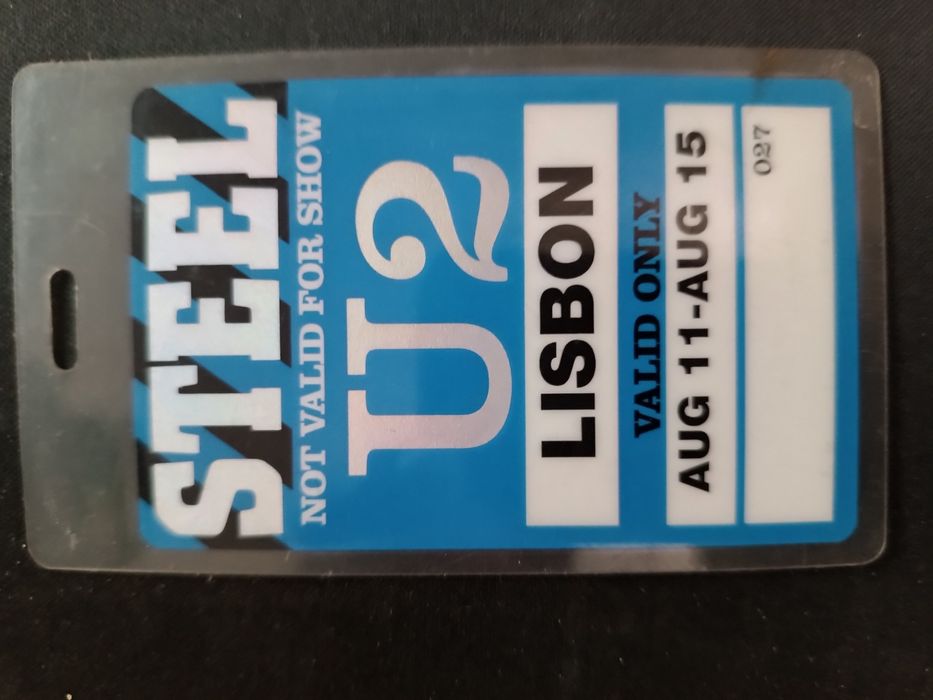 STEEL
NOT VALID FOR SHOW
U2
LISBON
VALID ONLY
AUG 11-AUG 15
027